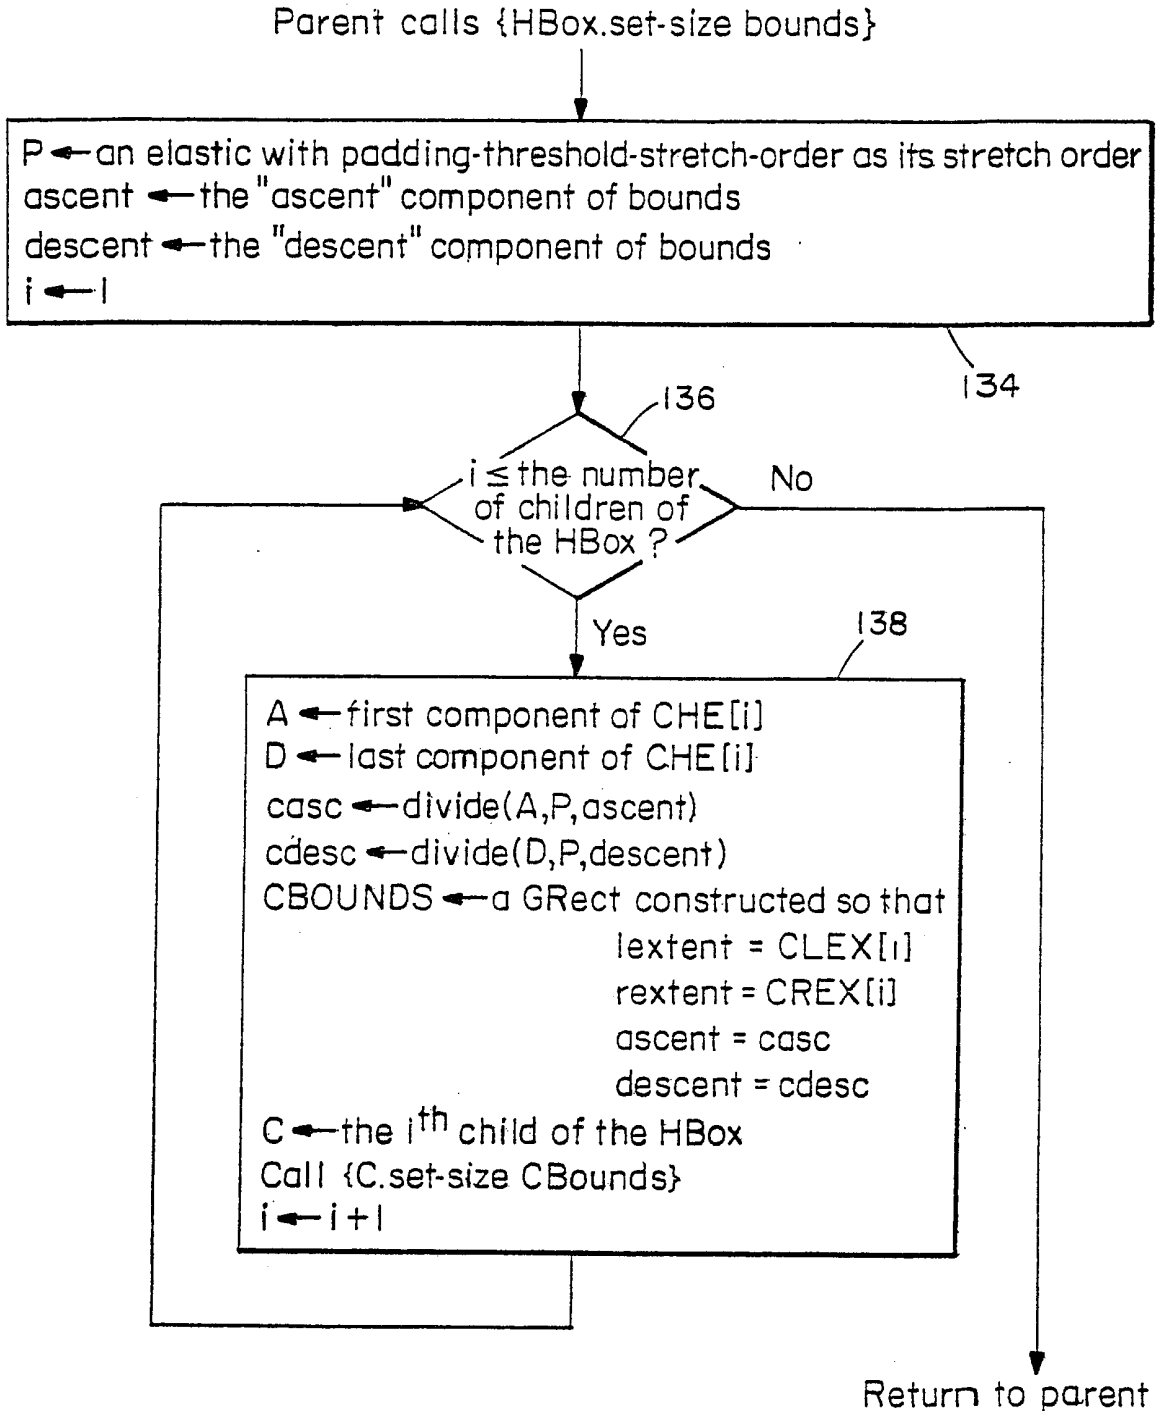 Parent calls {HBox.set-size bounds}
P ← an elastic with padding-threshold-stretch-order as its stretch order
ascent ← the "ascent" component of bounds
descent ← the "descent" component of bounds
i ← 1
134
136
i ≤ the number
of children of
the HBox ?
No
Yes
138
A ← first component of CHE[i]
D ← last component of CHE[i]
casc ← divide(A,P,ascent)
cdesc ← divide(D,P,descent)
CBOUNDS ← a GRect constructed so that
lextent = CLEX[i]
rextent = CREX[i]
ascent = casc
descent = cdesc
C ← the ith child of the HBox
Call {C.set-size CBounds}
i ← i + 1
Return to parent